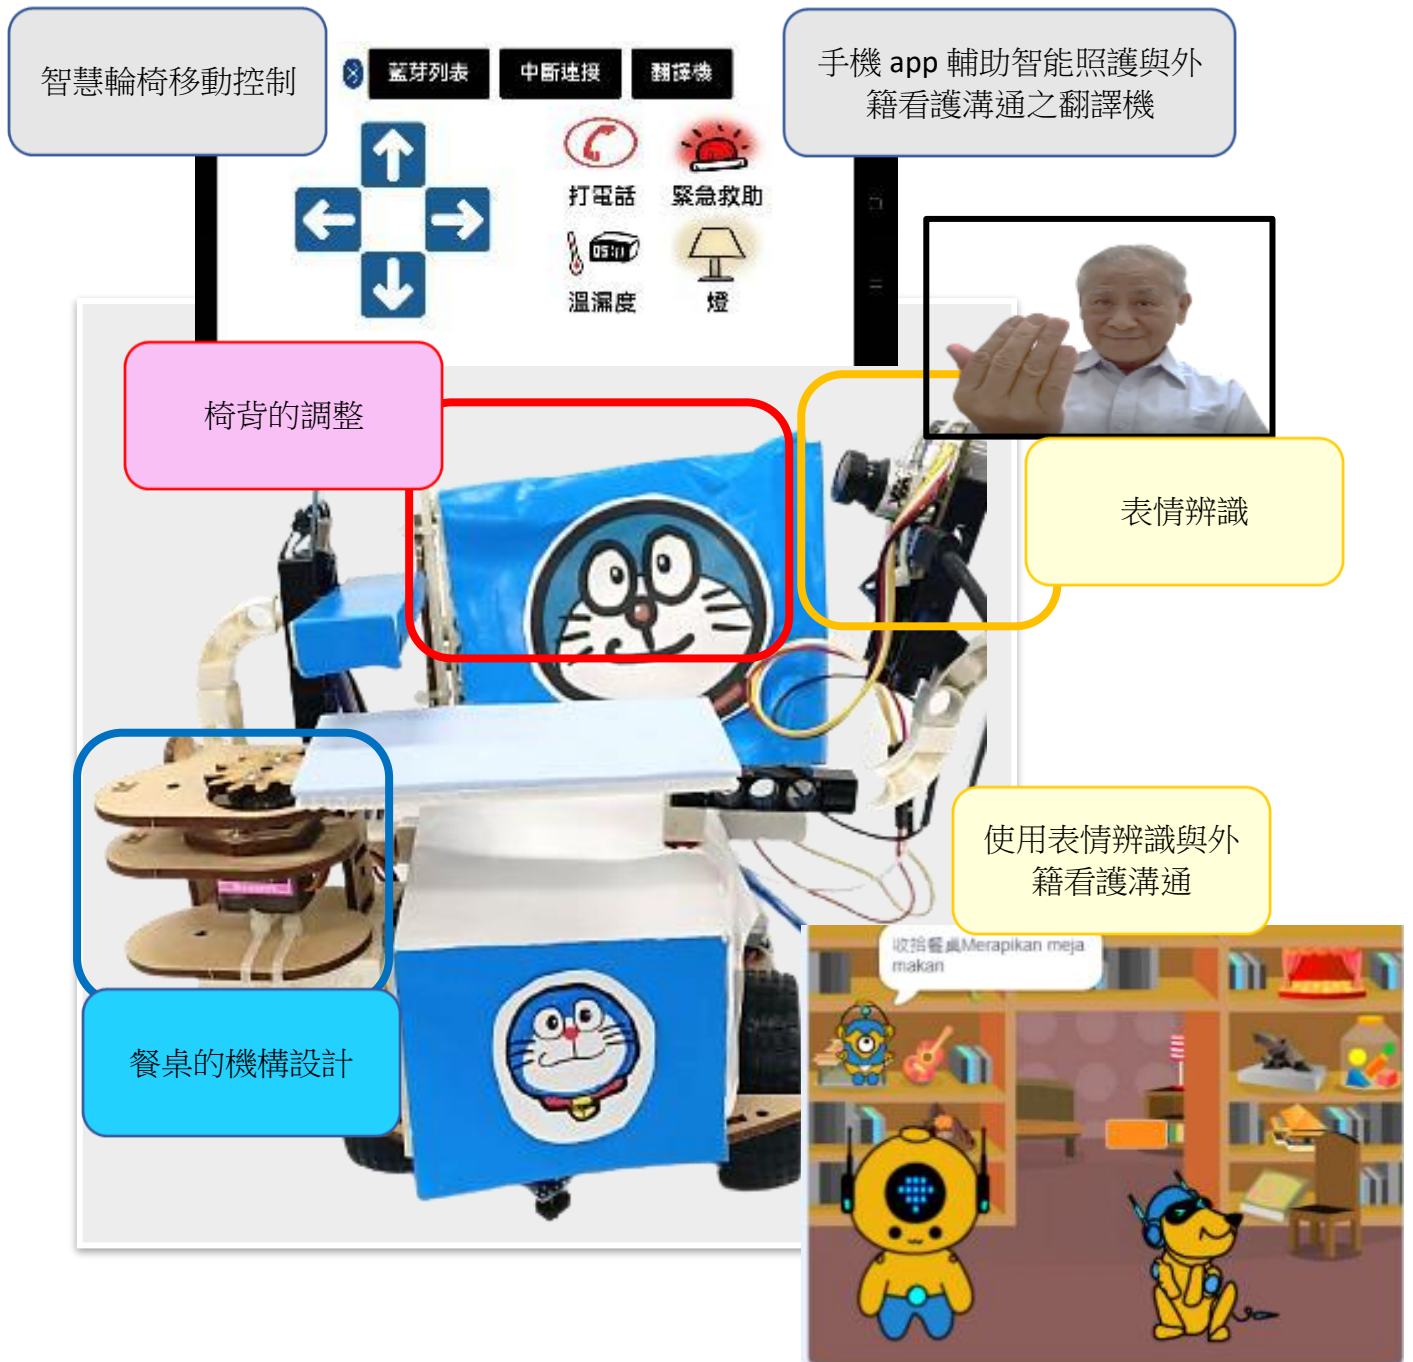 智慧輪椅移動控制
藍芽列表
中斷連接
翻譯機
手機 app 輔助智能照護與外
籍看護溝通之翻譯機
打電話
緊急救助
05:11
溫濕度
燈
椅背的調整
表情辨識
使用表情辨識與外
籍看護溝通
收拾餐桌Merapikan meja
makan
餐桌的機構設計